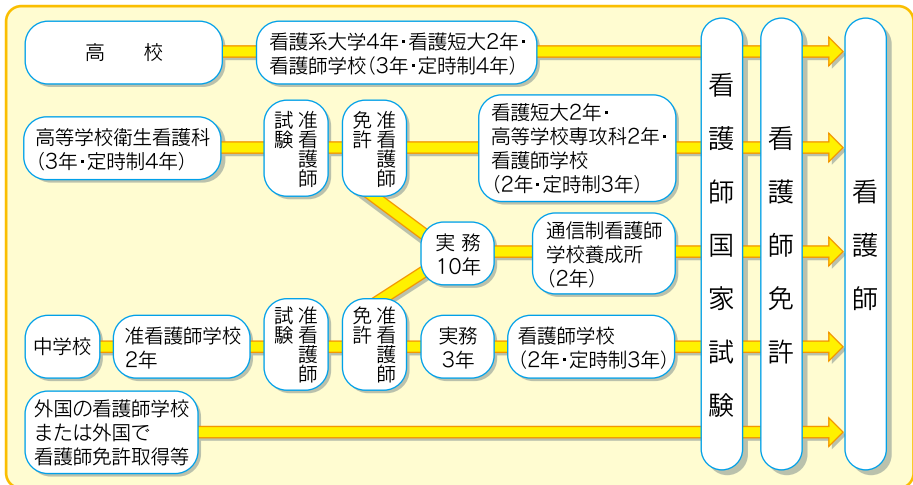 高　校
看護系大学4年・看護短大2年・
看護師学校（3年・定時制4年）
高等学校衛生看護科
（3年・定時制4年）
准看護師
試験
准看護師
免許
看護短大2年・
高等学校専攻科2年・
看護師学校
（2年・定時制3年）
実務
10年
通信制看護師
学校養成所
（2年）
中学校
准看護師学校
2年
准看護師
試験
准看護師
免許
実務
3年
看護師学校
（2年・定時制3年）
外国の看護師学校
または外国で
看護師免許取得等
看護師国家試験
看護師免許
看護師